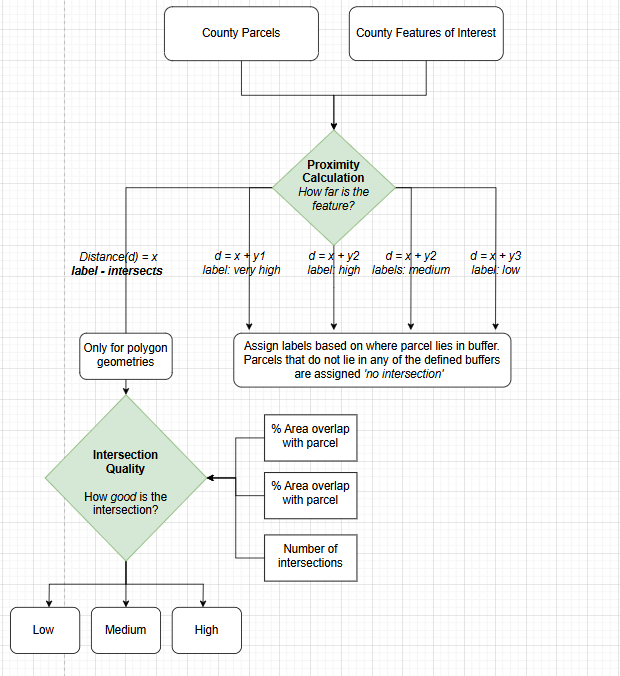 County Parcels
County Features of Interest
Proximity
Calculation
How far is the
feature?
Distance(d) = x
label - intersects
d = x + y1
label: very high
d = x + y2
label: high
d = x + y2
labels: medium
d = x + y3
label: low
Only for polygon
geometries
Assign labels based on where parcel lies in buffer.
Parcels that do not lie in any of the defined buffers
are assigned 'no intersection'
Intersection
Quality
How good is the
intersection?
% Area overlap
with parcel
% Area overlap
with parcel
Number of
intersections
Low
Medium
High